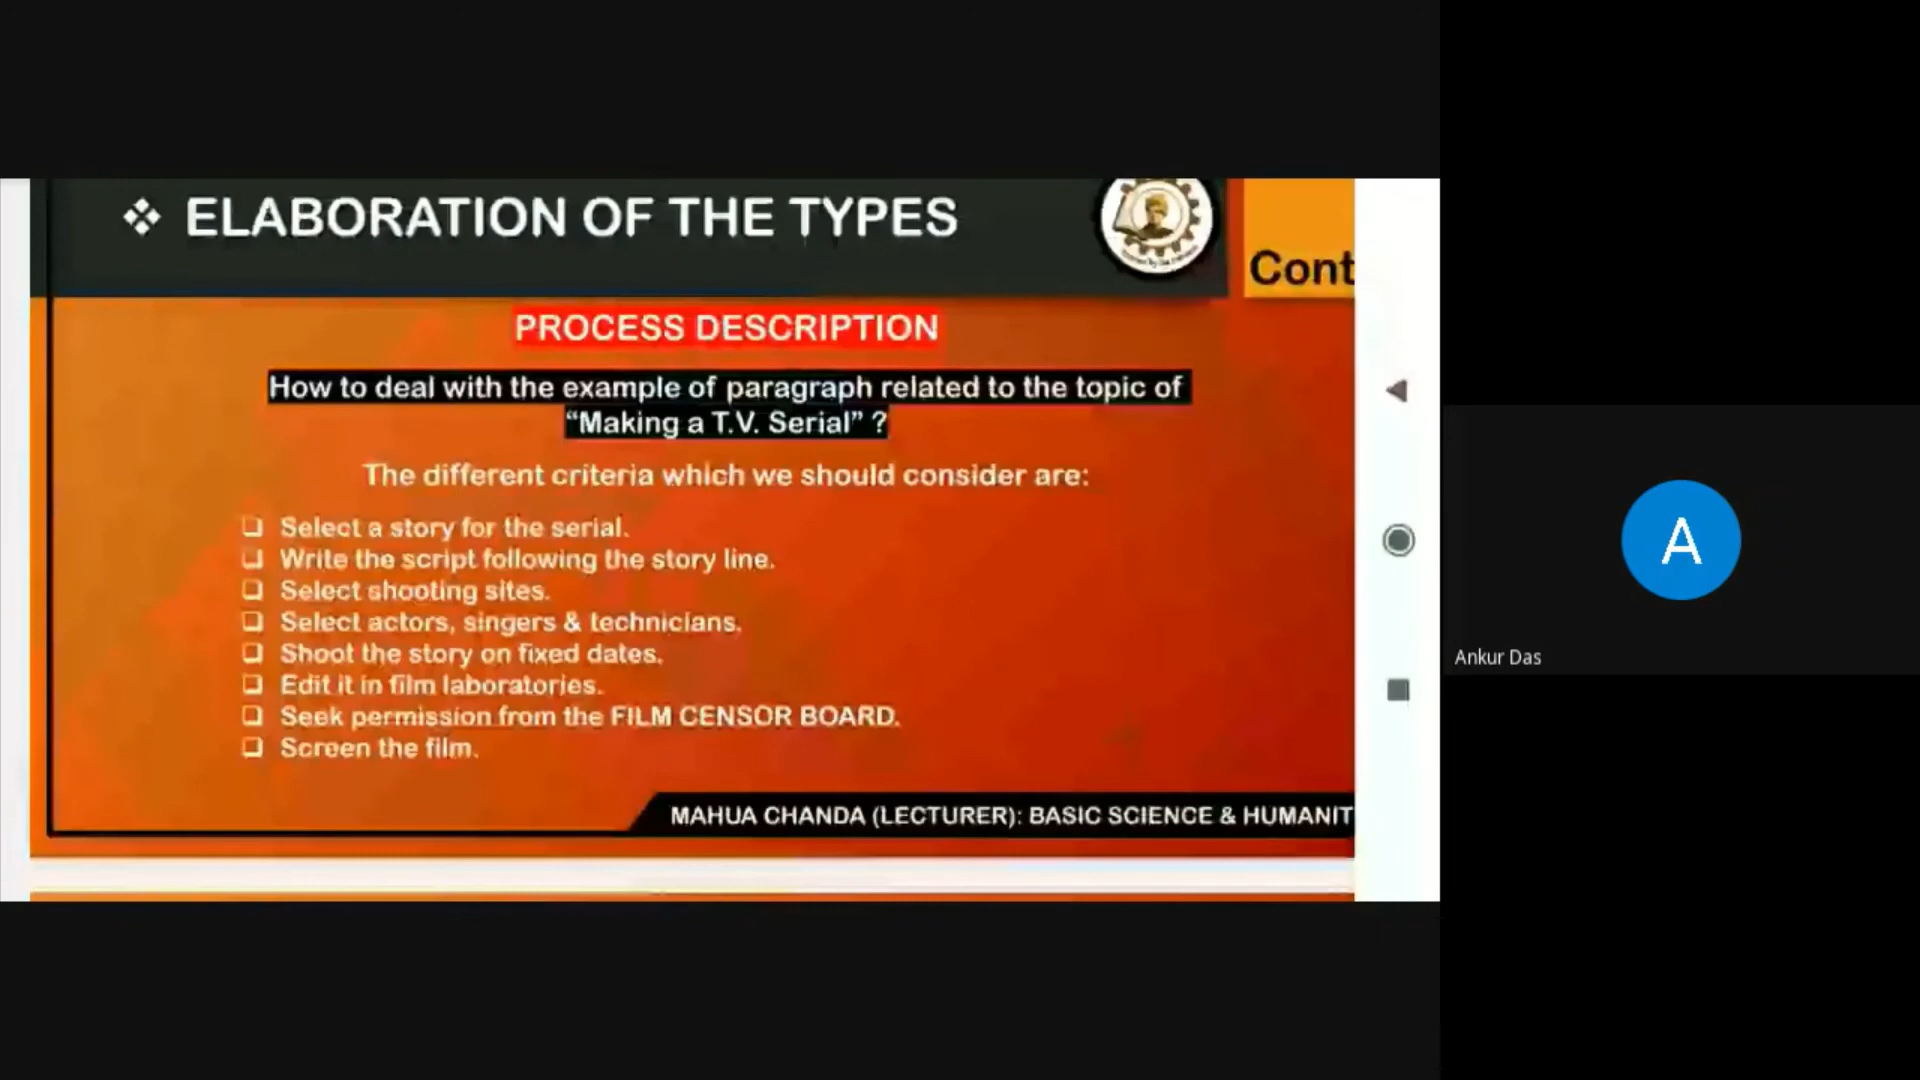 ❖ ELABORATION OF THE TYPES
Cont
PROCESS DESCRIPTION
How to deal with the example of paragraph related to the topic of
“Making a T.V. Serial” ?
The different criteria which we should consider are:
❑ Select a story for the serial.
❑ Write the script following the story line.
❑ Select shooting sites.
❑ Select actors, singers & technicians.
❑ Shoot the story on fixed dates.
❑ Edit it in film laboratories.
❑ Seek permission from the FILM CENSOR BOARD.
❑ Screen the film.
MAHUA CHANDA (LECTURER): BASIC SCIENCE & HUMANIT
A
Ankur Das